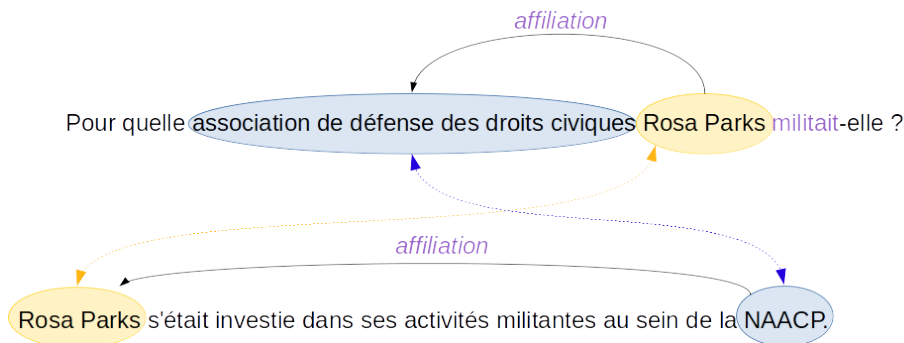 affiliation
Pour quelle association de défense des droits civiques Rosa Parks militait-elle ?
affiliation
Rosa Parks s'était investie dans ses activités militantes au sein de la NAACP.